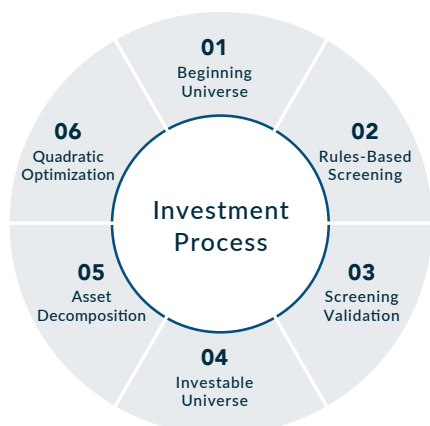 01
Beginning
Universe
02
Rules-Based
Screening
03
Screening
Validation
04
Investable
Universe
05
Asset
Decomposition
06
Quadratic
Optimization
Investment
Process